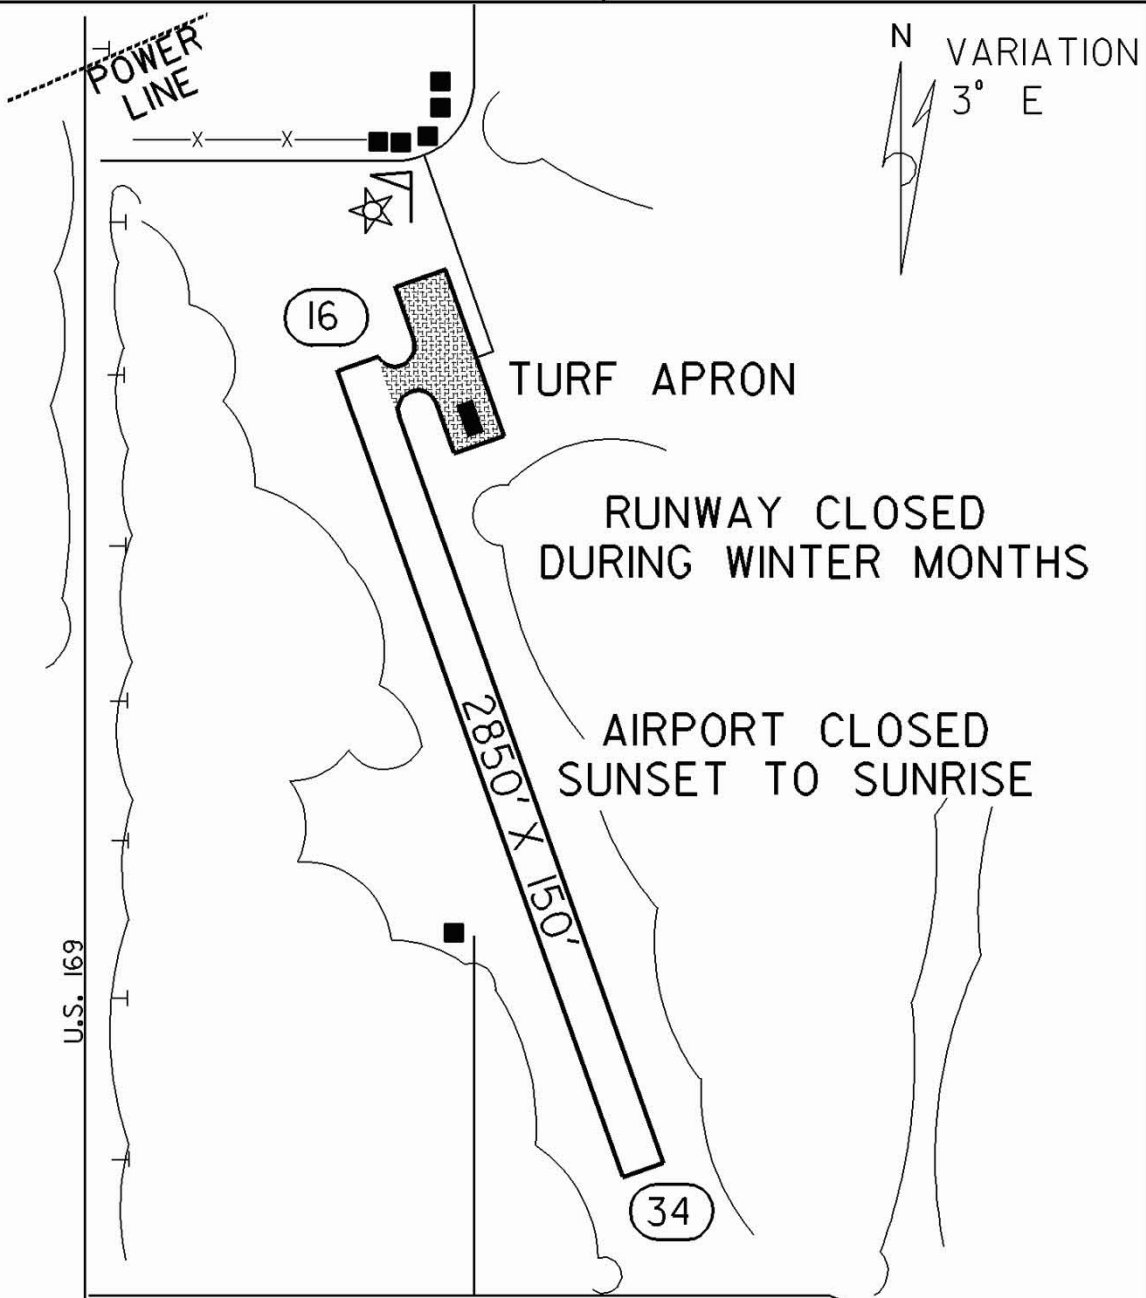 POWER
LINE
N
VARIATION
3° E
16
TURF APRON
RUNWAY CLOSED
DURING WINTER MONTHS
AIRPORT CLOSED
SUNSET TO SUNRISE
2850' X 150'
U.S. 169
34